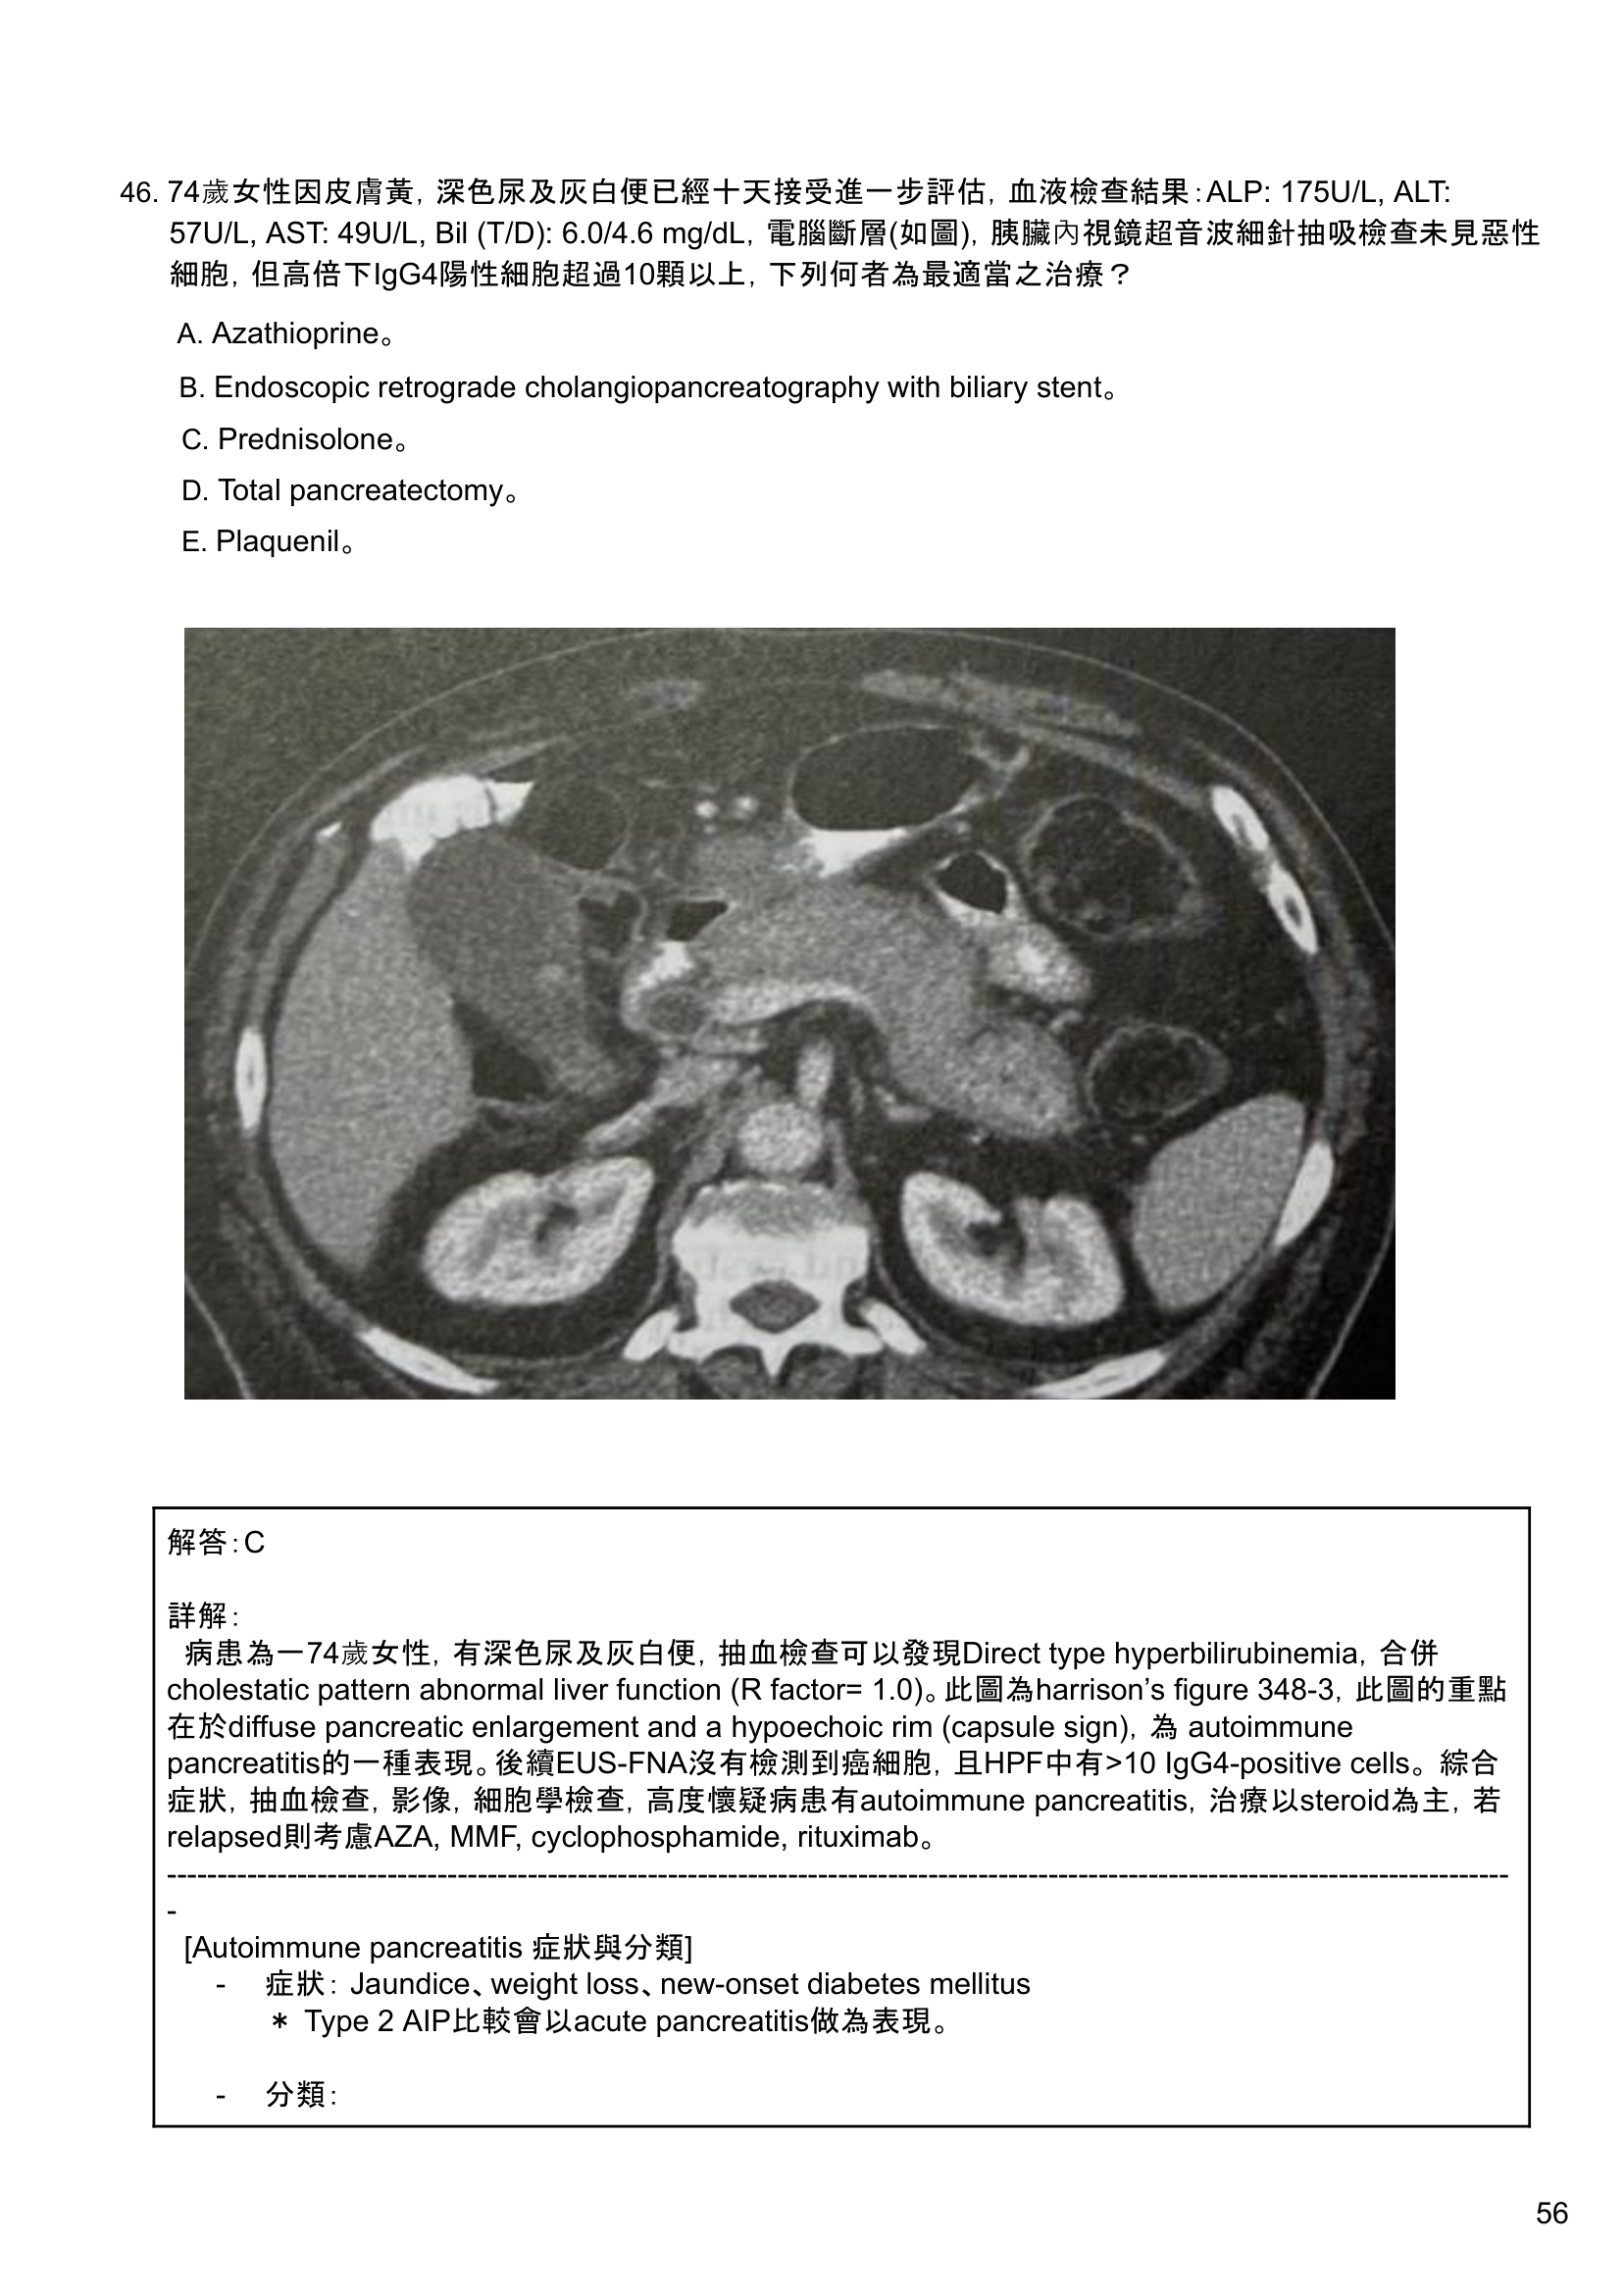 46. 74歲女性因皮膚黃，深色尿及灰白便已經十天接受進一步評估，血液檢查結果：ALP: 175U/L, ALT:
57U/L, AST: 49U/L, Bil (T/D): 6.0/4.6 mg/dL，電腦斷層(如圖)，胰臟內視鏡超音波細針抽吸檢查未見惡性
細胞，但高倍下IgG4陽性細胞超過10顆以上，下列何者為最適當之治療？
A. Azathioprine。
B. Endoscopic retrograde cholangiopancreatography with biliary stent。
C. Prednisolone。
D. Total pancreatectomy。
E. Plaquenil。
解答：C
詳解：
病患為一74歲女性，有深色尿及灰白便，抽血檢查可以發現Direct type hyperbilirubinemia，合併
cholestatic pattern abnormal liver function (R factor= 1.0)。此圖為harrison’s figure 348-3，此圖的重點
在於diffuse pancreatic enlargement and a hypoechoic rim (capsule sign)，為 autoimmune
pancreatitis的一種表現。後續EUS-FNA沒有檢測到癌細胞，且HPF中有>10 IgG4-positive cells。綜合
症狀，抽血檢查，影像，細胞學檢查，高度懷疑病患有autoimmune pancreatitis，治療以steroid為主，若
relapsed則考慮AZA, MMF, cyclophosphamide, rituximab。
--------------------------------------------------------------------------------------------------------------------------------------
-
[Autoimmune pancreatitis 症狀與分類]
- 症狀：Jaundice、weight loss、new-onset diabetes mellitus
＊ Type 2 AIP比較會以acute pancreatitis做為表現。
- 分類：
56